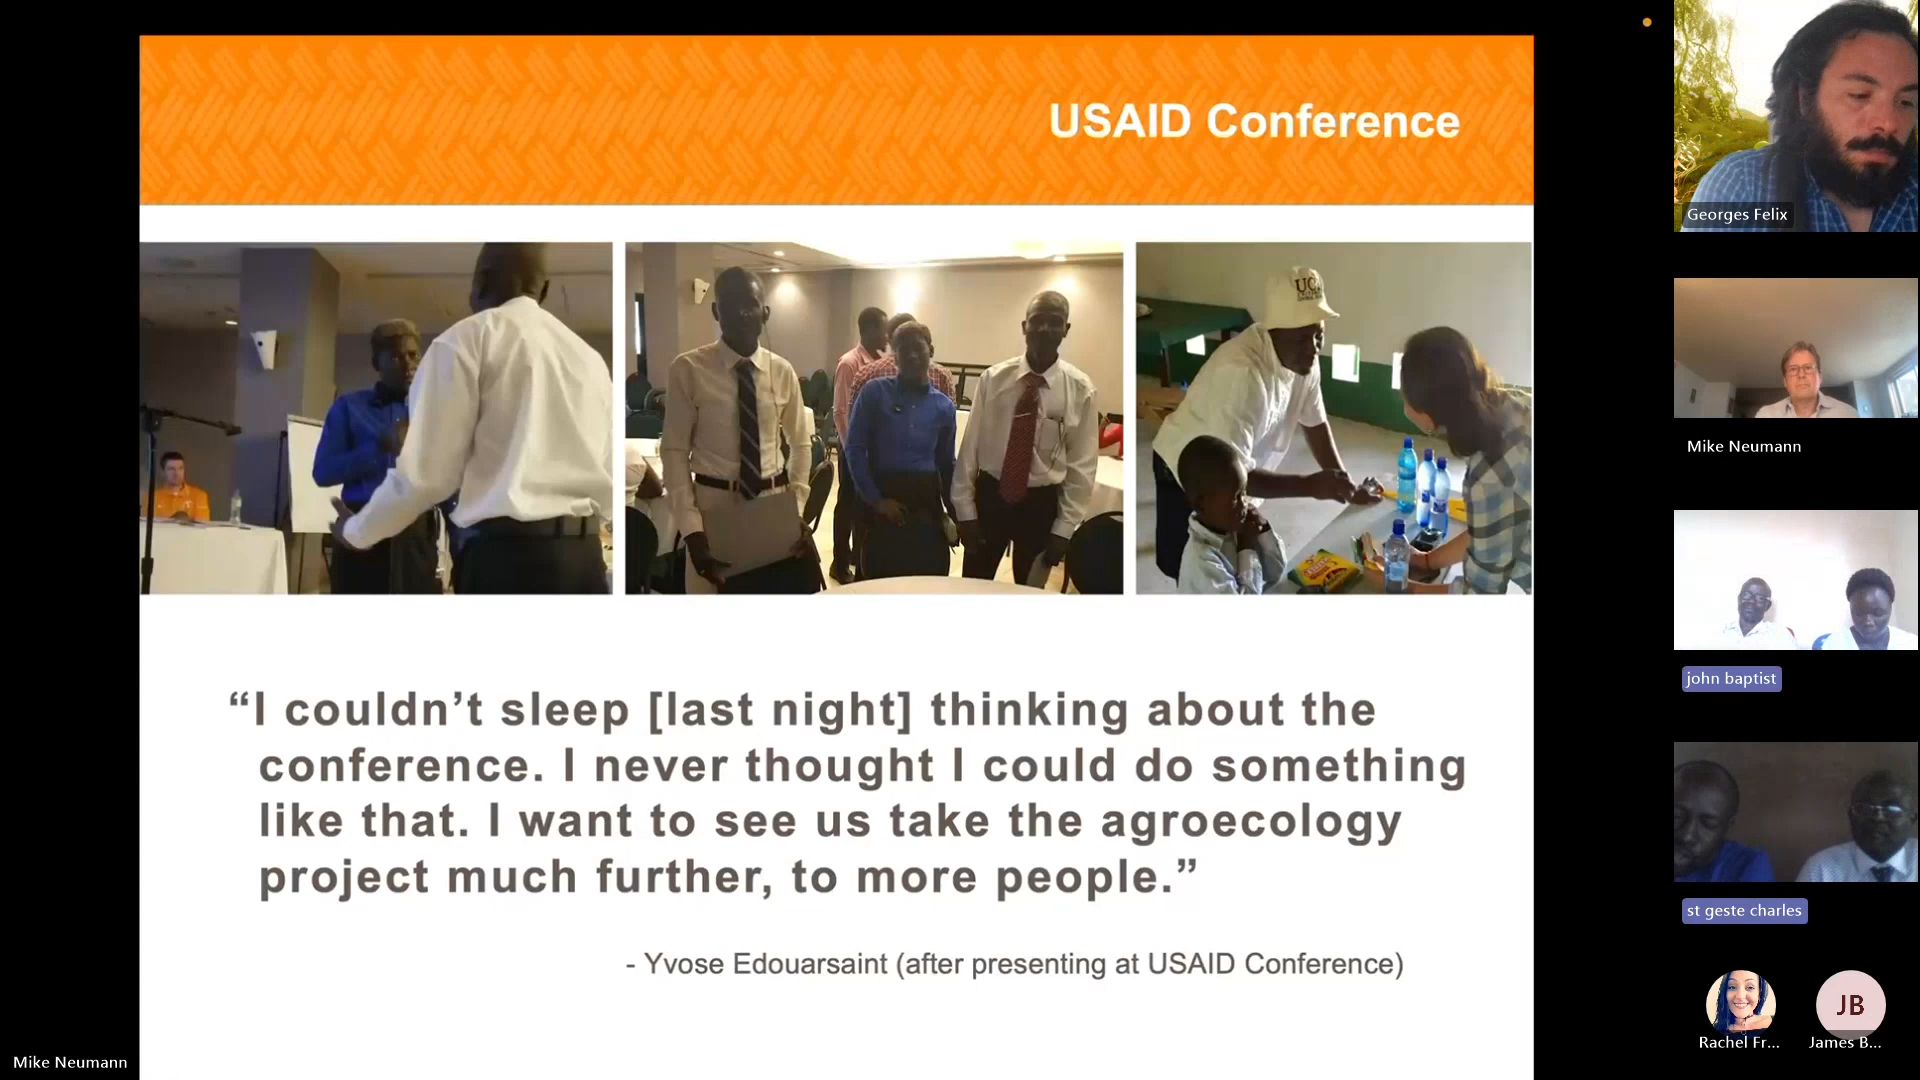 USAID Conference
“I couldn’t sleep [last night] thinking about the
conference. I never thought I could do something
like that. I want to see us take the agroecology
project much further, to more people.”
- Yvose Edouarsaint (after presenting at USAID Conference)
Mike Neumann
Georges Felix
Mike Neumann
john baptist
st geste charles
JB
Rachel Fr...
James B...